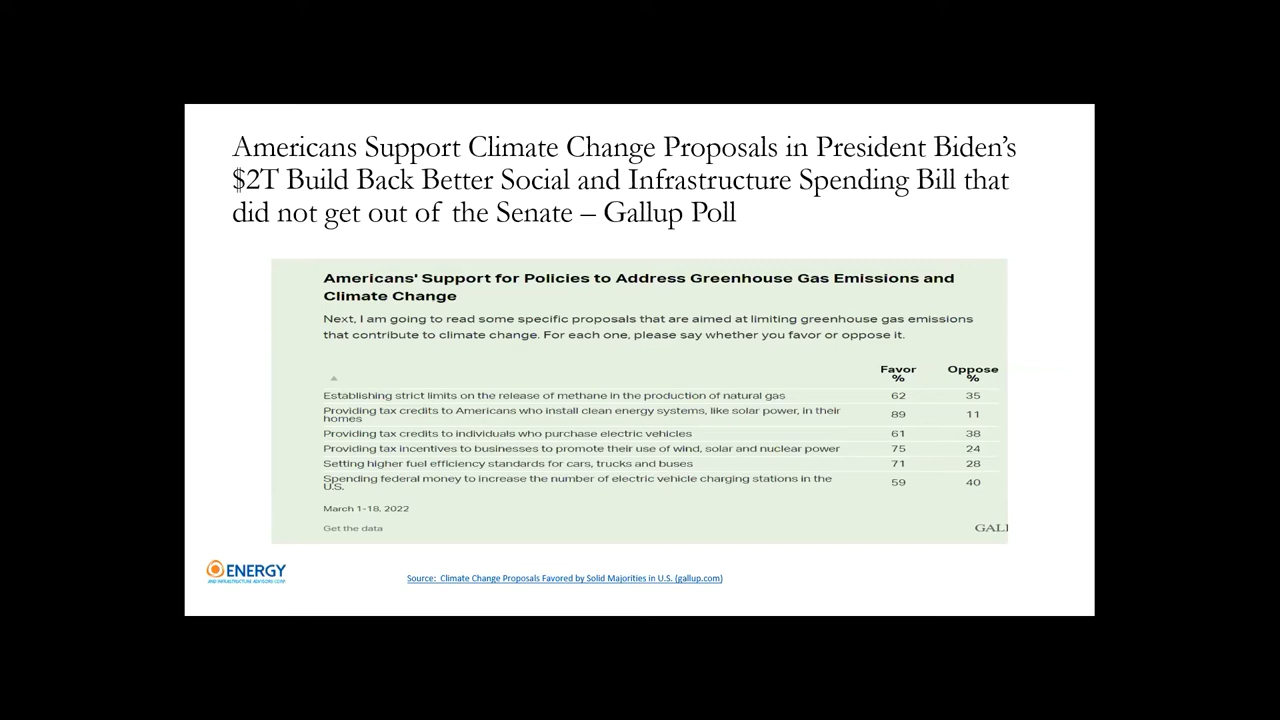 Americans Support Climate Change Proposals in President Biden's
$2T Build Back Better Social and Infrastructure Spending Bill that
did not get out of the Senate – Gallup Poll
Americans' Support for Policies to Address Greenhouse Gas Emissions and
Climate Change
Next, I am going to read some specific proposals that are aimed at limiting greenhouse gas emissions
that contribute to climate change. For each one, please say whether you favor or oppose it.
Favor Oppose
% %
Establishing strict limits on the release of methane in the production of natural gas 62 35
Providing tax credits to Americans who install clean energy systems, like solar power, in their
homes 89 11
Providing tax credits to individuals who purchase electric vehicles 61 38
Providing tax incentives to businesses to promote their use of wind, solar and nuclear power 75 24
Setting higher fuel efficiency standards for cars, trucks and buses 71 28
Spending federal money to increase the number of electric vehicle charging stations in the
U.S. 59 40
March 1-18, 2022
Get the data GALL
ENERGY
AND INFRASTRUCTURE ADVISORS CORP.
Source: Climate Change Proposals Favored by Solid Majorities in U.S. (gallup.com)